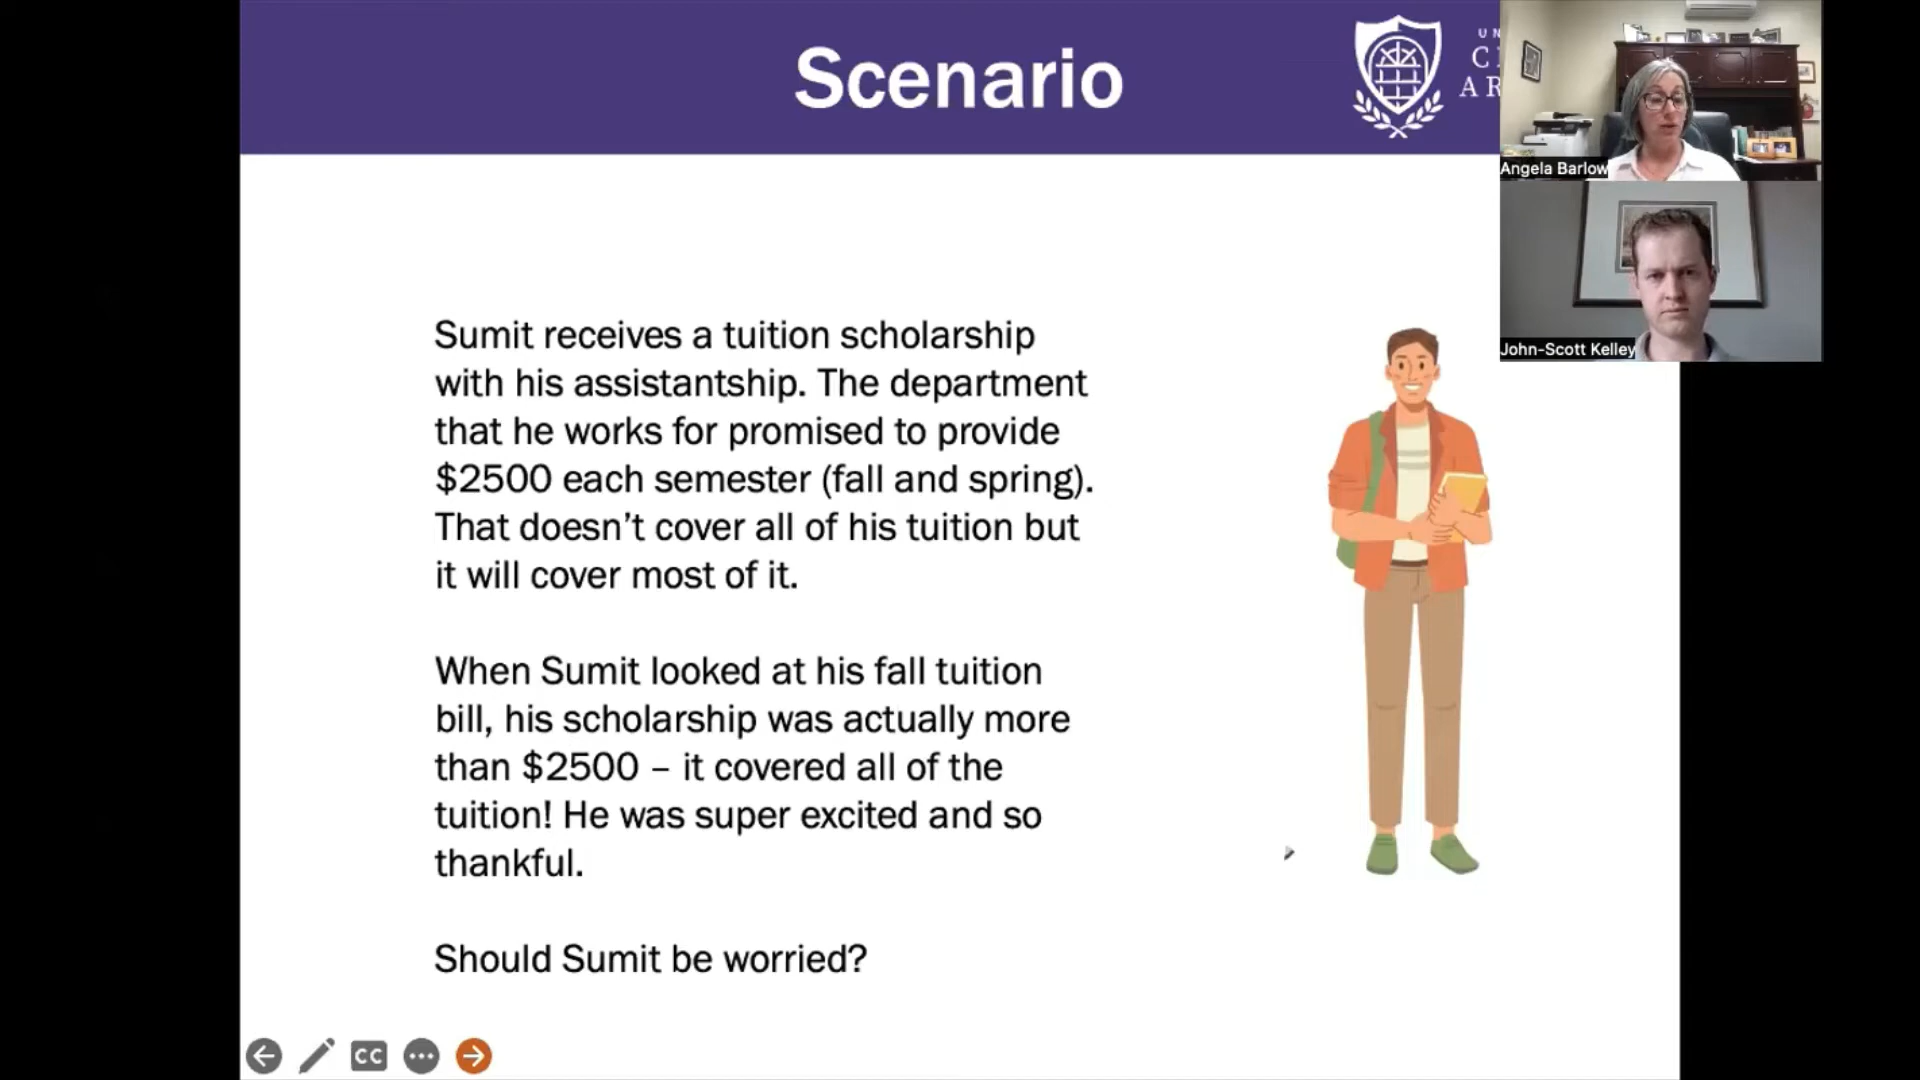 Scenario
UN
C
AR
Angela Barlow
John-Scott Kelley
Sumit receives a tuition scholarship
with his assistantship. The department
that he works for promised to provide
$2500 each semester (fall and spring).
That doesn’t cover all of his tuition but
it will cover most of it.
When Sumit looked at his fall tuition
bill, his scholarship was actually more
than $2500 – it covered all of the
tuition! He was super excited and so
thankful.
Should Sumit be worried?
CC